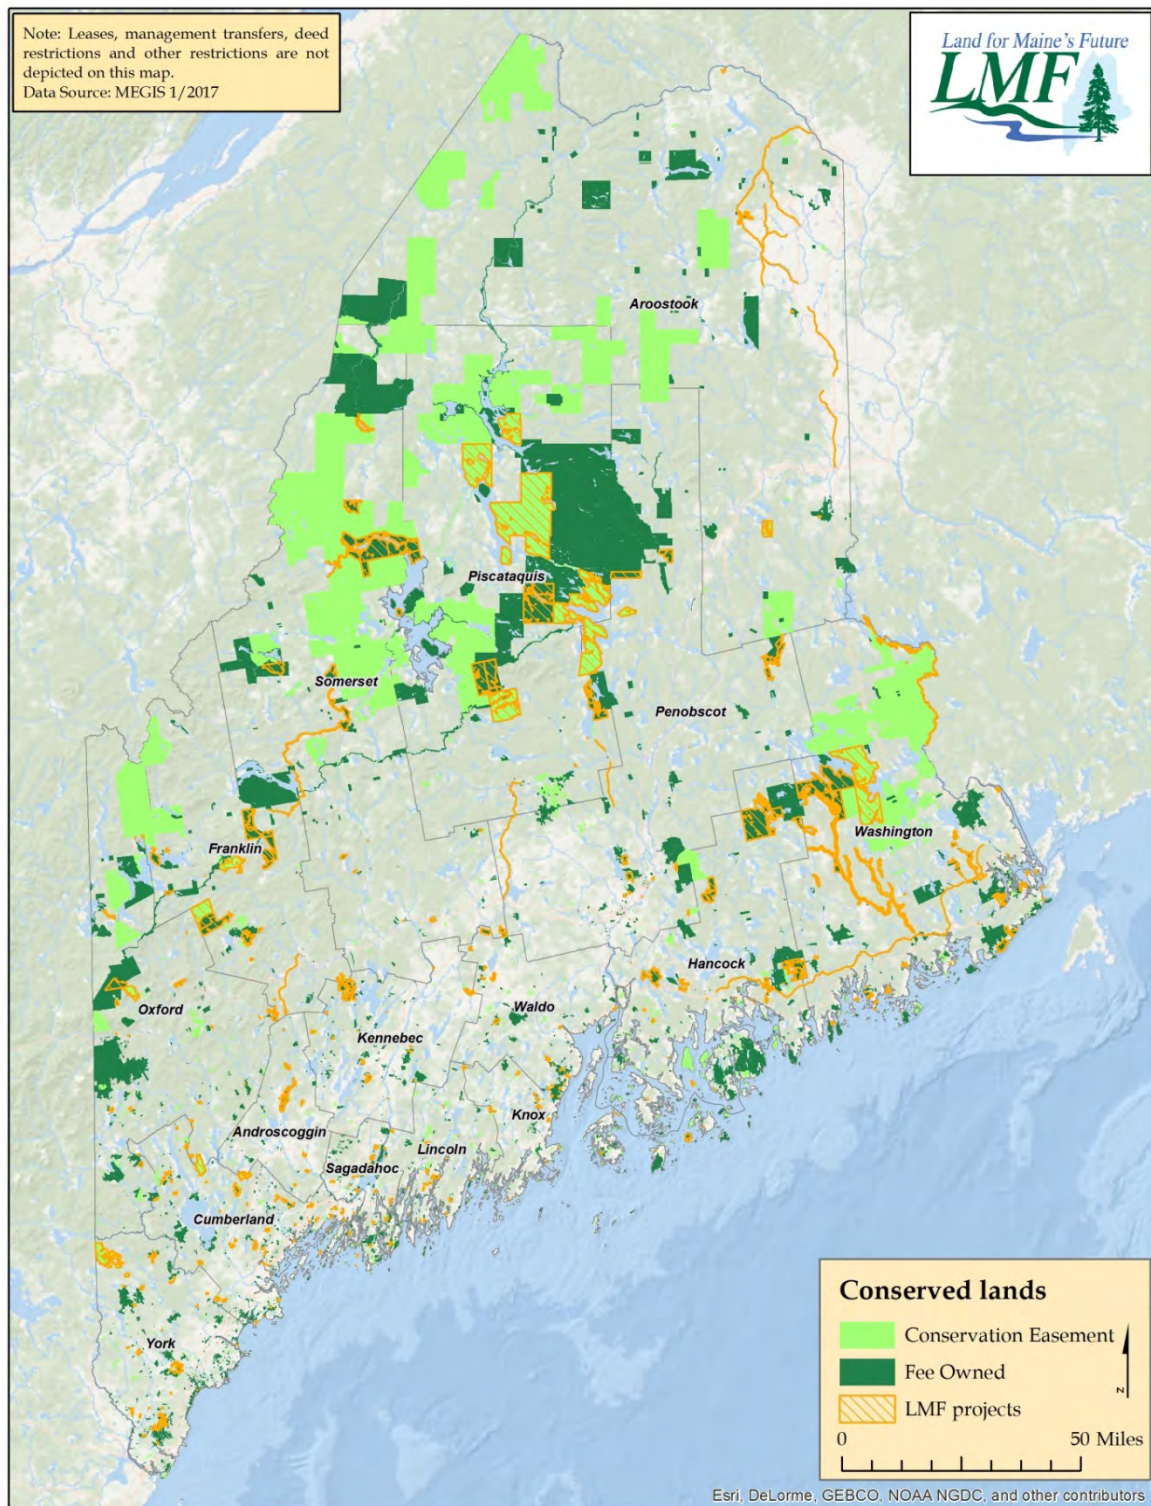 Note: Leases, management transfers, deed
restrictions and other restrictions are not
depicted on this map.
Data Source: MEGIS 1/2017
Land for Maine's Future
LMF
Aroostook
Piscataquis
Somerset
Penobscot
Washington
Franklin
Hancock
Oxford
Waldo
Kennebec
Knox
Androscoggin
Lincoln
Sagadahoc
Cumberland
York
Conserved lands
Conservation Easement
Fee Owned
N
LMF projects
0 50 Miles
Esri, DeLorme, GEBCO, NOAA NGDC, and other contributors